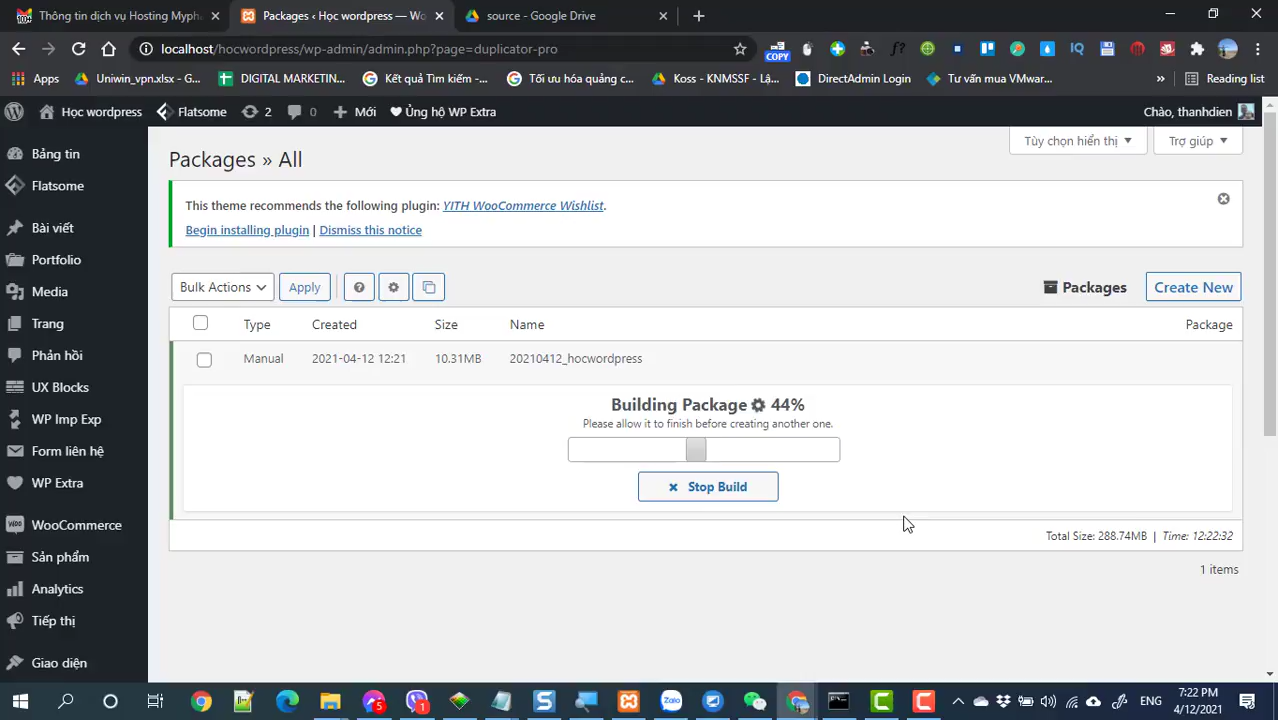 Thông tin dịch vụ Hosting Myph
Packages ‹ Học wordpress — Wo
source - Google Drive
localhost/hocwordpress/wp-admin/admin.php?page=duplicator-pro
COPY
f?
IQ
Apps
Uniwin_vpn.xlsx - G...
DIGITAL MARKETIN...
Kết quả Tìm kiếm -...
Tối ưu hóa quảng c...
Koss - KNMSSF - Lậ...
DirectAdmin Login
Tư vấn mua VMwar...
»
Reading list
Học wordpress
Flatsome
2
0
Mới
Ủng hộ WP Extra
Chào, thanhdien
Tùy chọn hiển thị
Trợ giúp
Bảng tin
Flatsome
Bài viết
Portfolio
Media
Trang
Phản hồi
UX Blocks
WP Imp Exp
Form liên hệ
WP Extra
WooCommerce
Sản phẩm
Analytics
Tiếp thị
Giao diện
Packages » All
This theme recommends the following plugin: YITH WooCommerce Wishlist.
Begin installing plugin | Dismiss this notice
Bulk Actions
Apply
Packages
Create New
Type Created Size Name Package
Manual 2021-04-12 12:21 10.31MB 20210412_hocwordpress
Building Package 44%
Please allow it to finish before creating another one.
Stop Build
Total Size: 288.74MB | Time: 12:22:32
1 items
5
1
Zalo
ENG
7:22 PM
4/12/2021